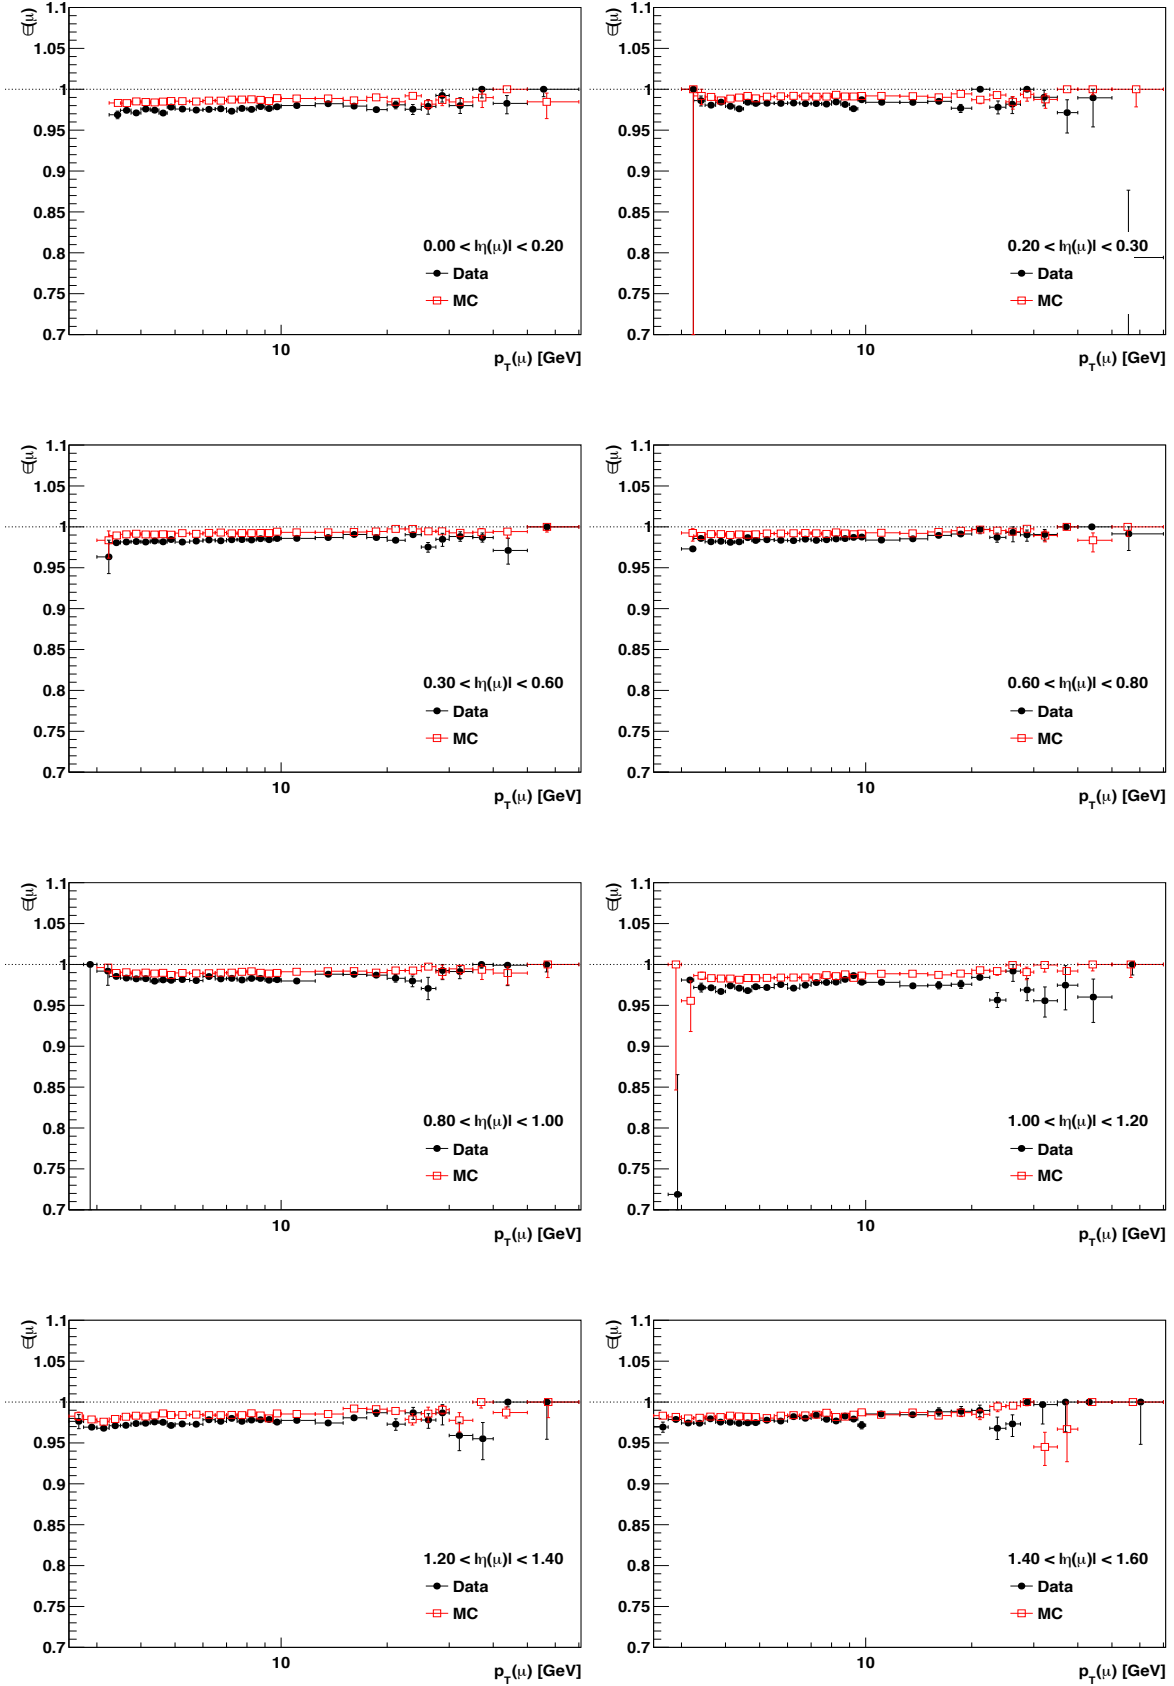 ∈(μ)
1.1
1.05
1
0.95
0.9
0.85
0.8
0.75
0.7
0.00 < |η(μ)| < 0.20
Data
MC
10
p_T(μ) [GeV]
∈(μ)
1.1
1.05
1
0.95
0.9
0.85
0.8
0.75
0.7
0.20 < |η(μ)| < 0.30
Data
MC
10
p_T(μ) [GeV]
∈(μ)
1.1
1.05
1
0.95
0.9
0.85
0.8
0.75
0.7
0.30 < |η(μ)| < 0.60
Data
MC
10
p_T(μ) [GeV]
∈(μ)
1.1
1.05
1
0.95
0.9
0.85
0.8
0.75
0.7
0.60 < |η(μ)| < 0.80
Data
MC
10
p_T(μ) [GeV]
∈(μ)
1.1
1.05
1
0.95
0.9
0.85
0.8
0.75
0.7
0.80 < |η(μ)| < 1.00
Data
MC
10
p_T(μ) [GeV]
∈(μ)
1.1
1.05
1
0.95
0.9
0.85
0.8
0.75
0.7
1.00 < |η(μ)| < 1.20
Data
MC
10
p_T(μ) [GeV]
∈(μ)
1.1
1.05
1
0.95
0.9
0.85
0.8
0.75
0.7
1.20 < |η(μ)| < 1.40
Data
MC
10
p_T(μ) [GeV]
∈(μ)
1.1
1.05
1
0.95
0.9
0.85
0.8
0.75
0.7
1.40 < |η(μ)| < 1.60
Data
MC
10
p_T(μ) [GeV]